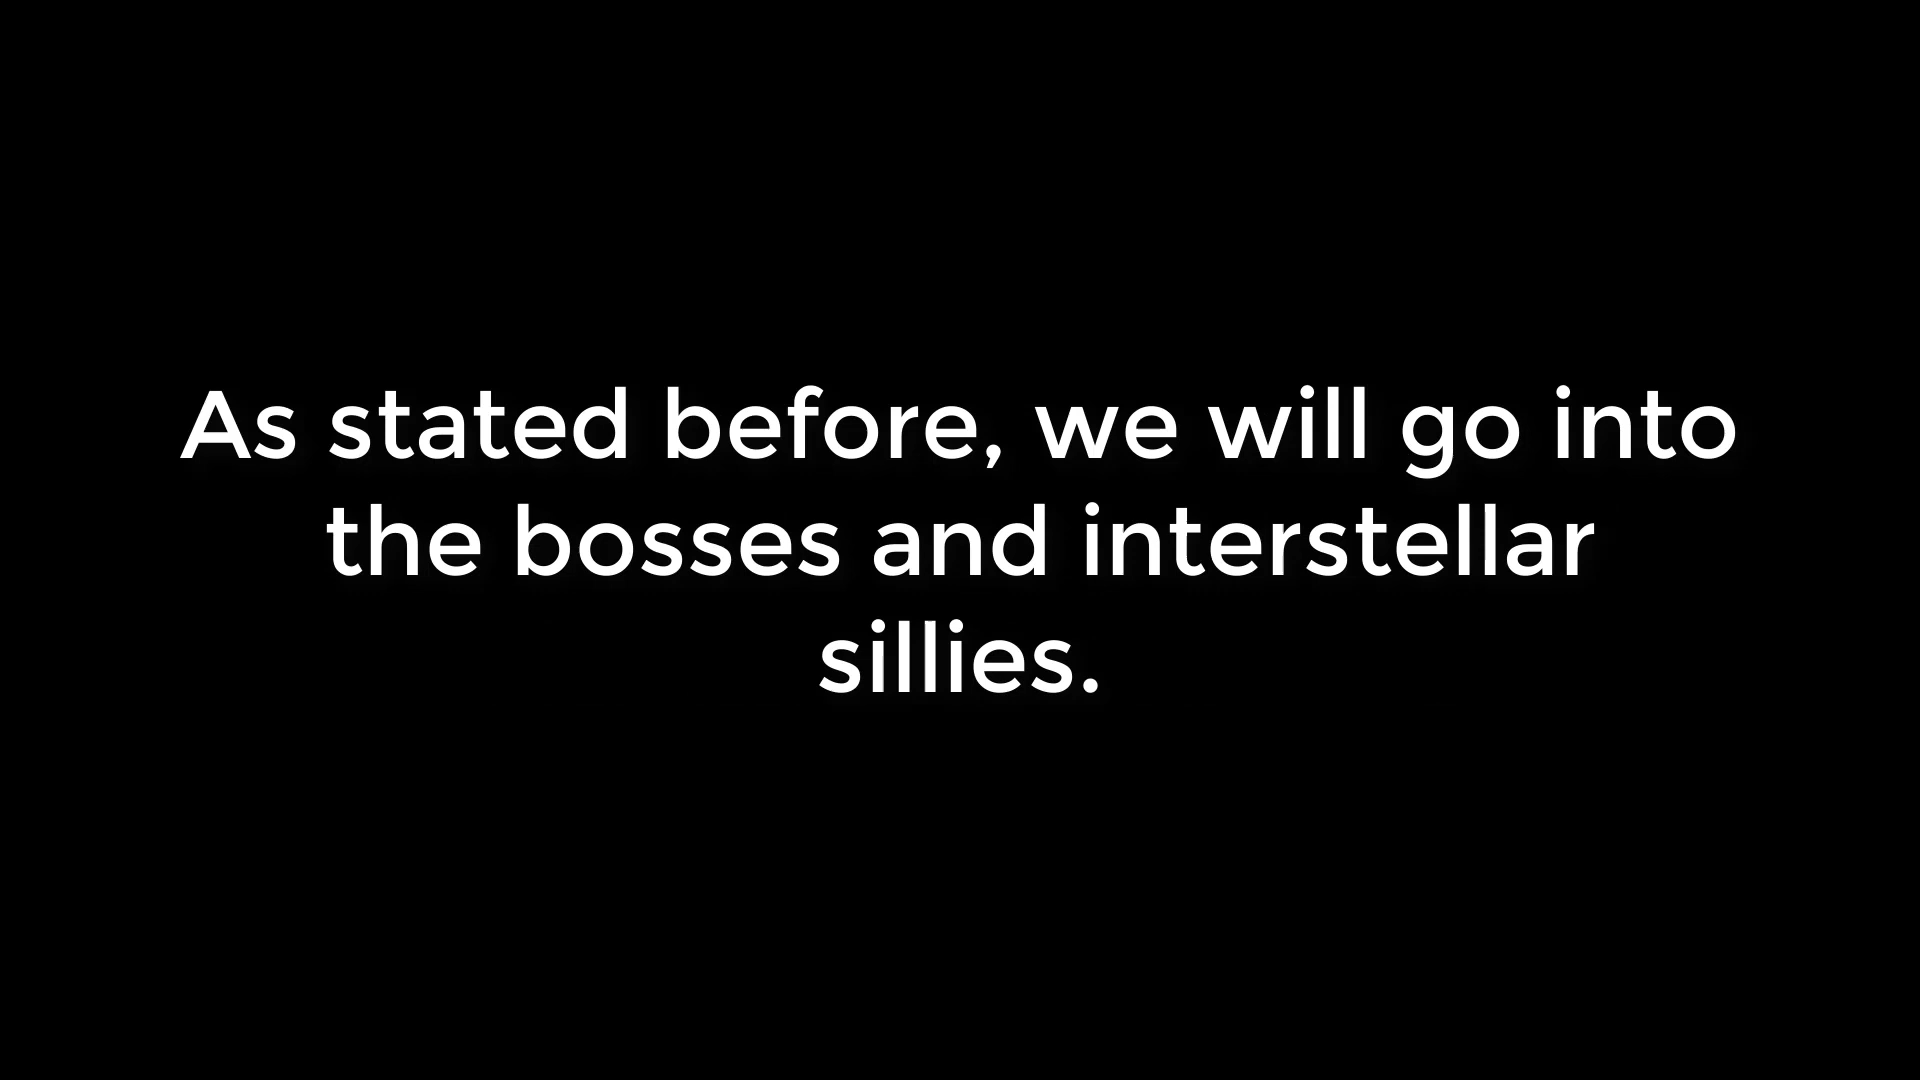 As stated before, we will go into
the bosses and interstellar
sillies.